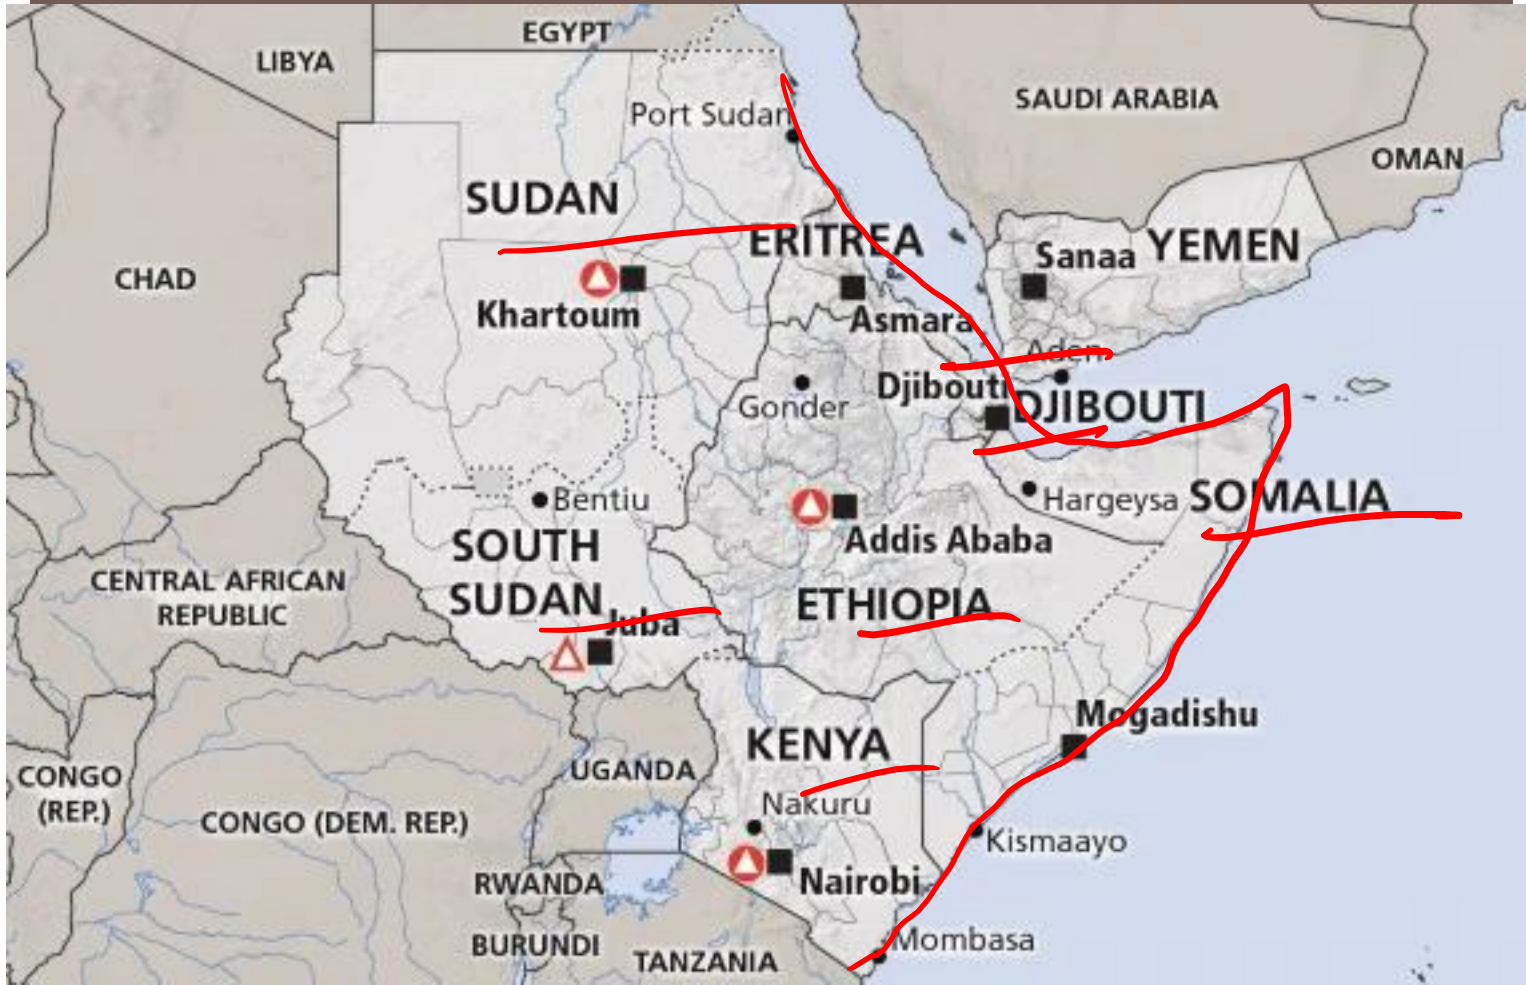 EGYPT
LIBYA
SAUDI ARABIA
Port Sudan
OMAN
SUDAN
ERITREA
Sanaa
YEMEN
CHAD
Khartoum
Asmara
Aden
Djibouti
DJIBOUTI
Gonder
Bentiu
Hargeysa
SOMALIA
SOUTH
SUDAN
Addis Ababa
CENTRAL AFRICAN
REPUBLIC
ETHIOPIA
Juba
Mogadishu
KENYA
UGANDA
CONGO
(REP.)
CONGO (DEM. REP.)
Nakuru
Kismaayo
RWANDA
Nairobi
BURUNDI
TANZANIA
Mombasa